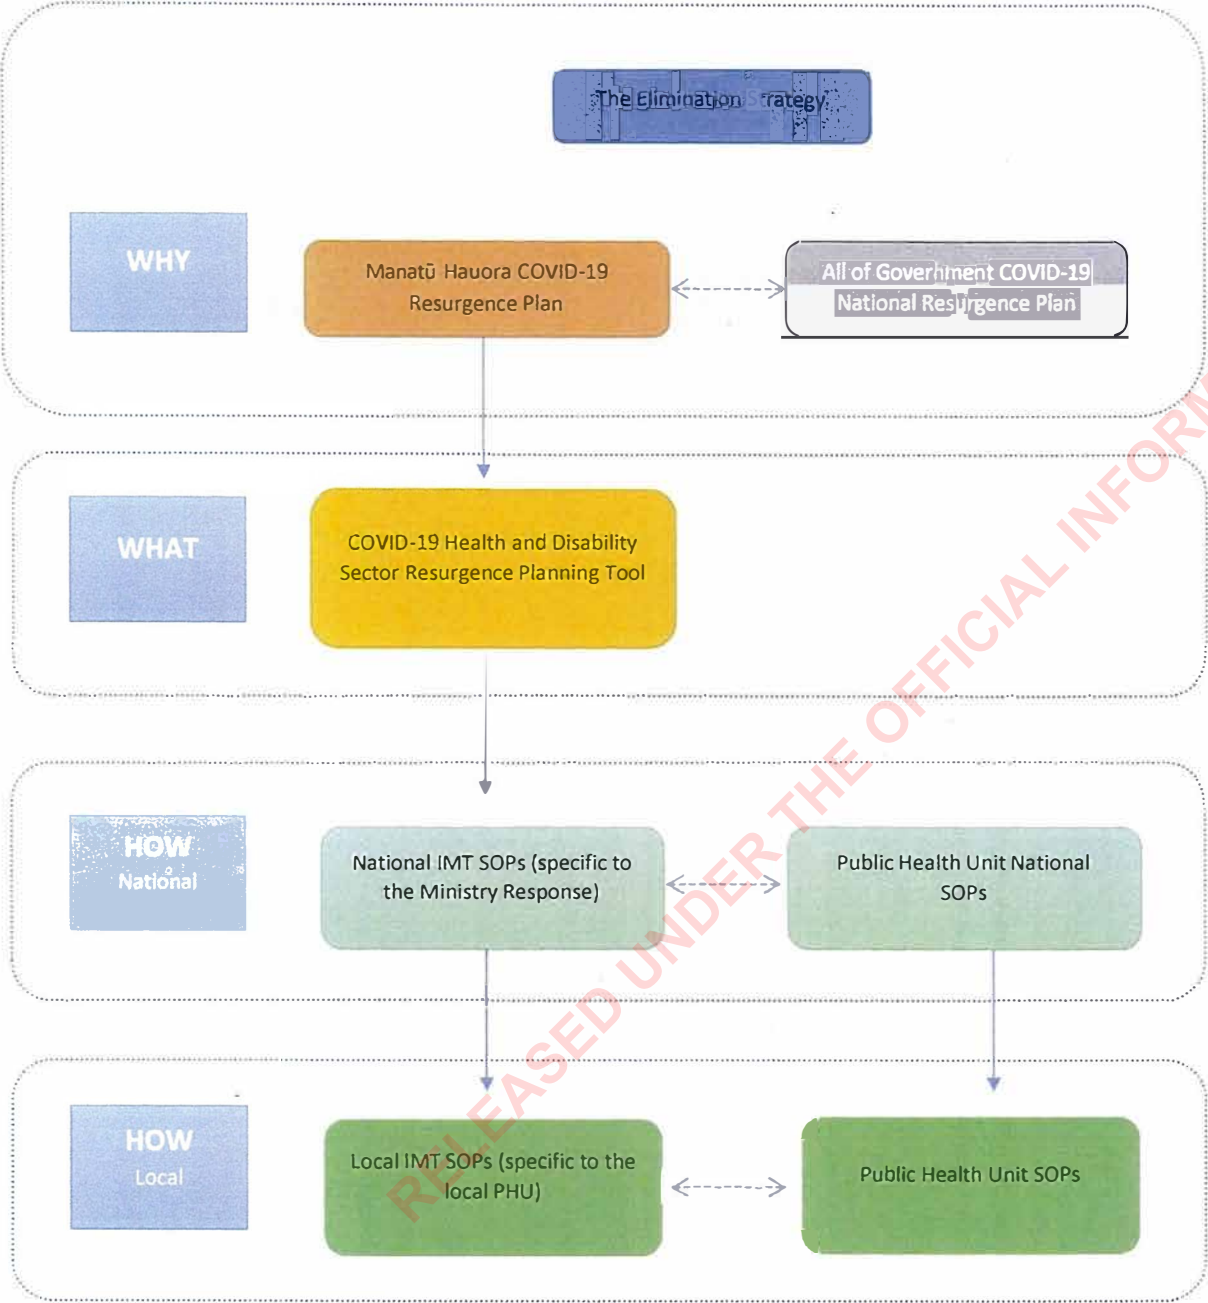 The Elimination Strategy
WHY
Manatū Hauora COVID-19
Resurgence Plan
All of Government COVID-19
National Resurgence Plan
WHAT
COVID-19 Health and Disability
Sector Resurgence Planning Tool
HOW
National
National IMT SOPs (specific to
the Ministry Response)
Public Health Unit National
SOPs
HOW
Local
Local IMT SOPs (specific to the
local PHU)
Public Health Unit SOPs
RELEASED UNDER THE OFFICIAL INFORM